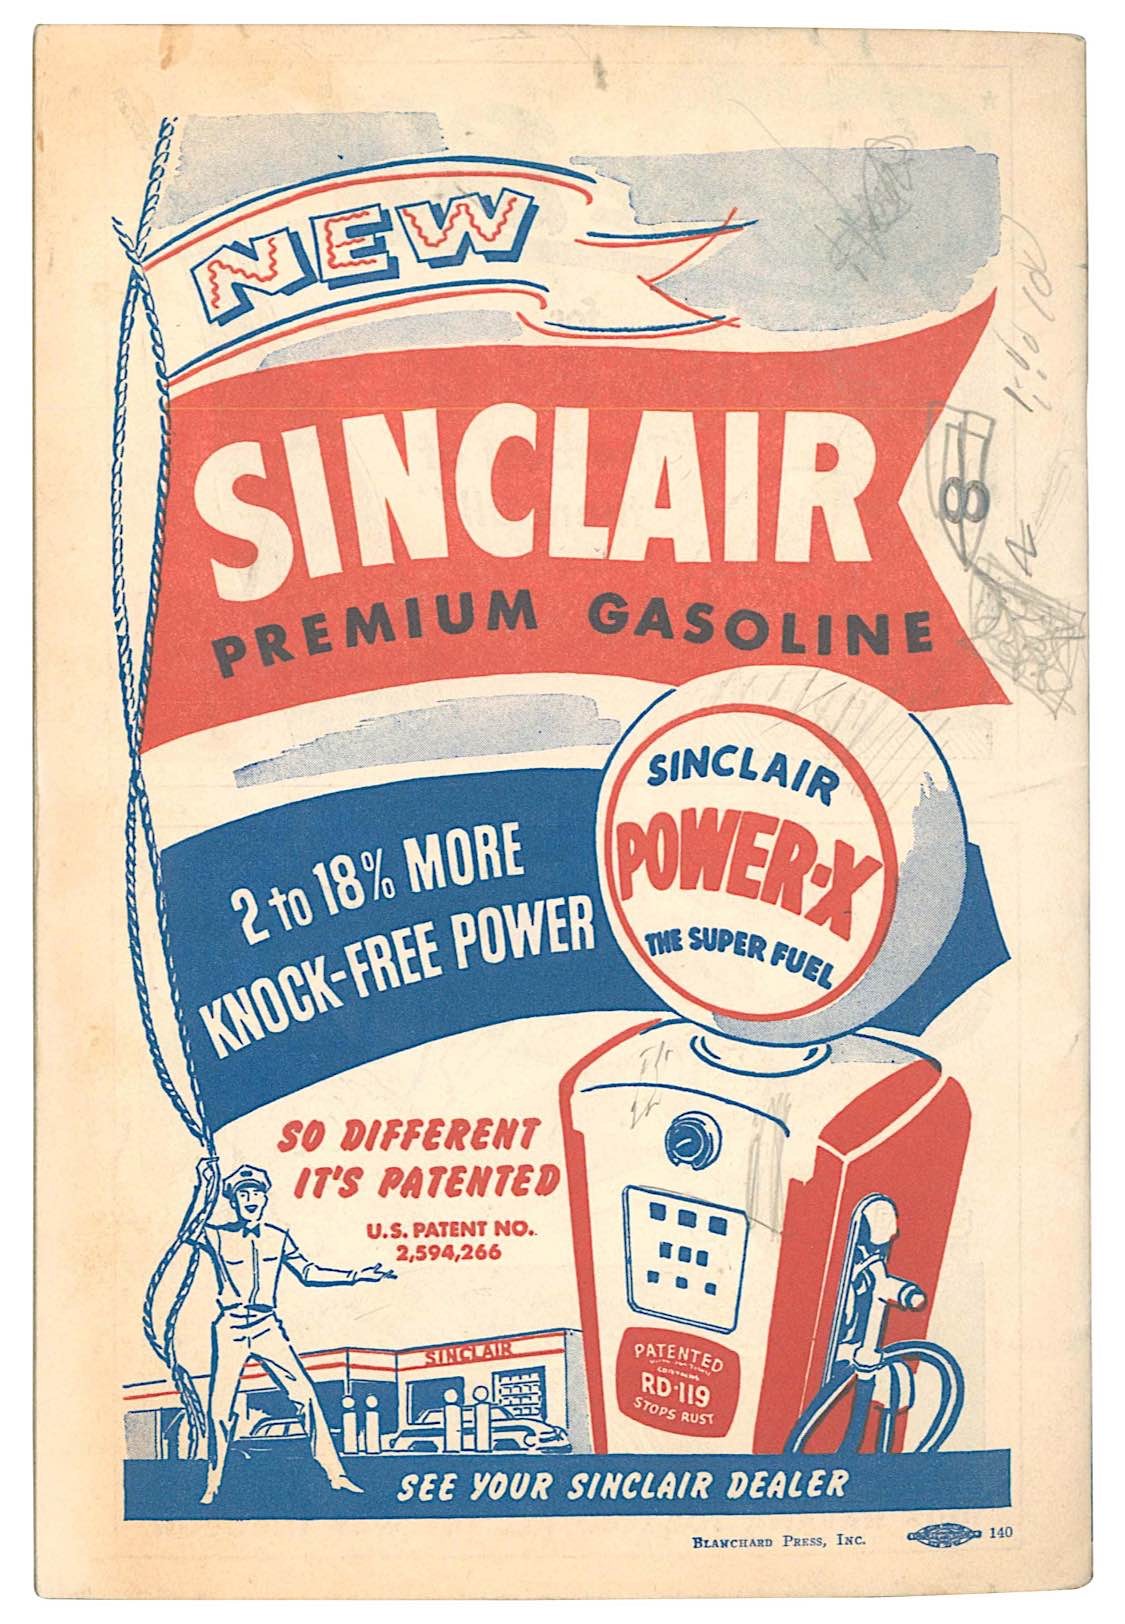 NEW
SINCLAIR
PREMIUM GASOLINE
2 to 18% MORE
KNOCK-FREE POWER
SINCLAIR
POWER-X
THE SUPER FUEL
SO DIFFERENT
IT'S PATENTED
U.S. PATENT NO.
2,594,266
SINCLAIR
PATENTED
RD-119
STOPS RUST
SEE YOUR SINCLAIR DEALER
BLANCHARD PRESS, INC.
140
8